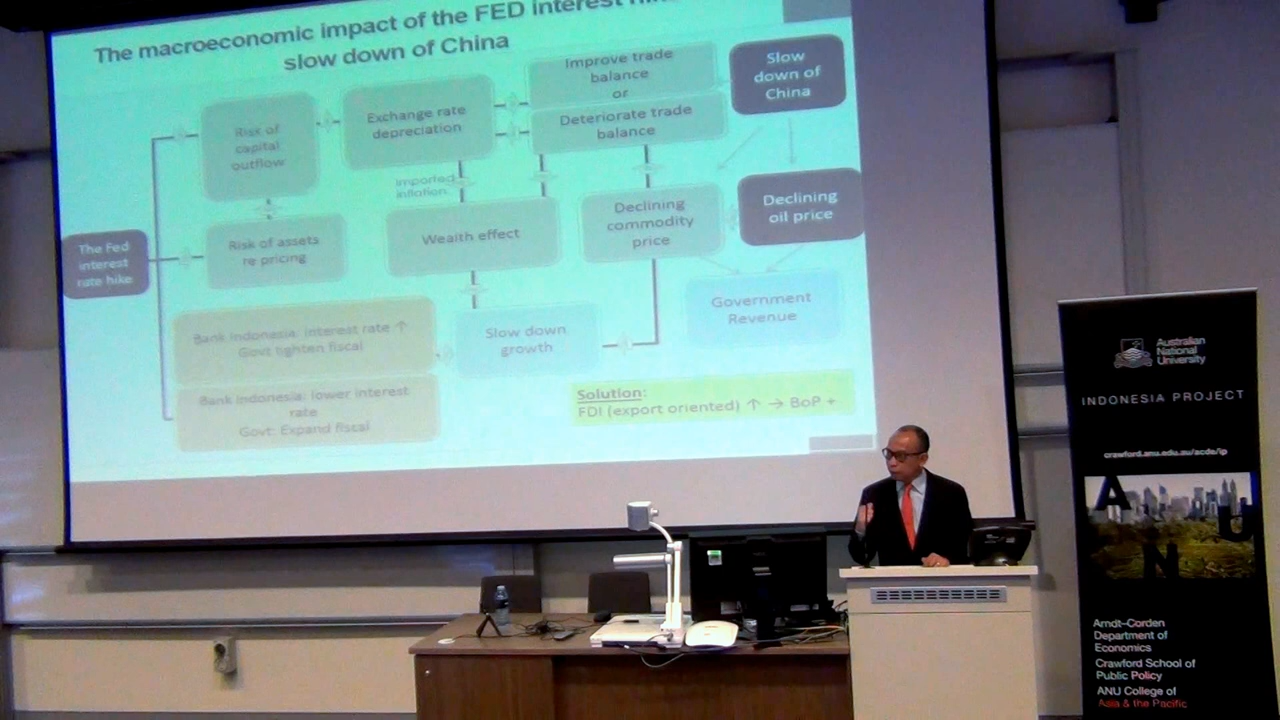 The macroeconomic impact of the FED interest
slow down of China
Risk of
capital
outflow
Exchange rate
depreciation
Improve trade
balance
or
Deteriorate trade
balance
Slow
down of
China
Imported
inflation
The Fed
interest
rate hike
Risk of assets
re pricing
Wealth effect
Declining
commodity
price
Declining
oil price
Bank Indonesia: interest rate ↑
Govt tighten fiscal
Slow down
growth
Government
Revenue
Bank Indonesia: lower interest
rate
Govt: Expand fiscal
Solution:
FDI (export oriented) ↑ → BoP +
Australian
National
University
INDONESIA PROJECT
crawford.anu.edu.au/acde/ip
A
N
U
Arndt–Corden
Department of
Economics
Crawford School of
Public Policy
ANU College of
Asia & the Pacific